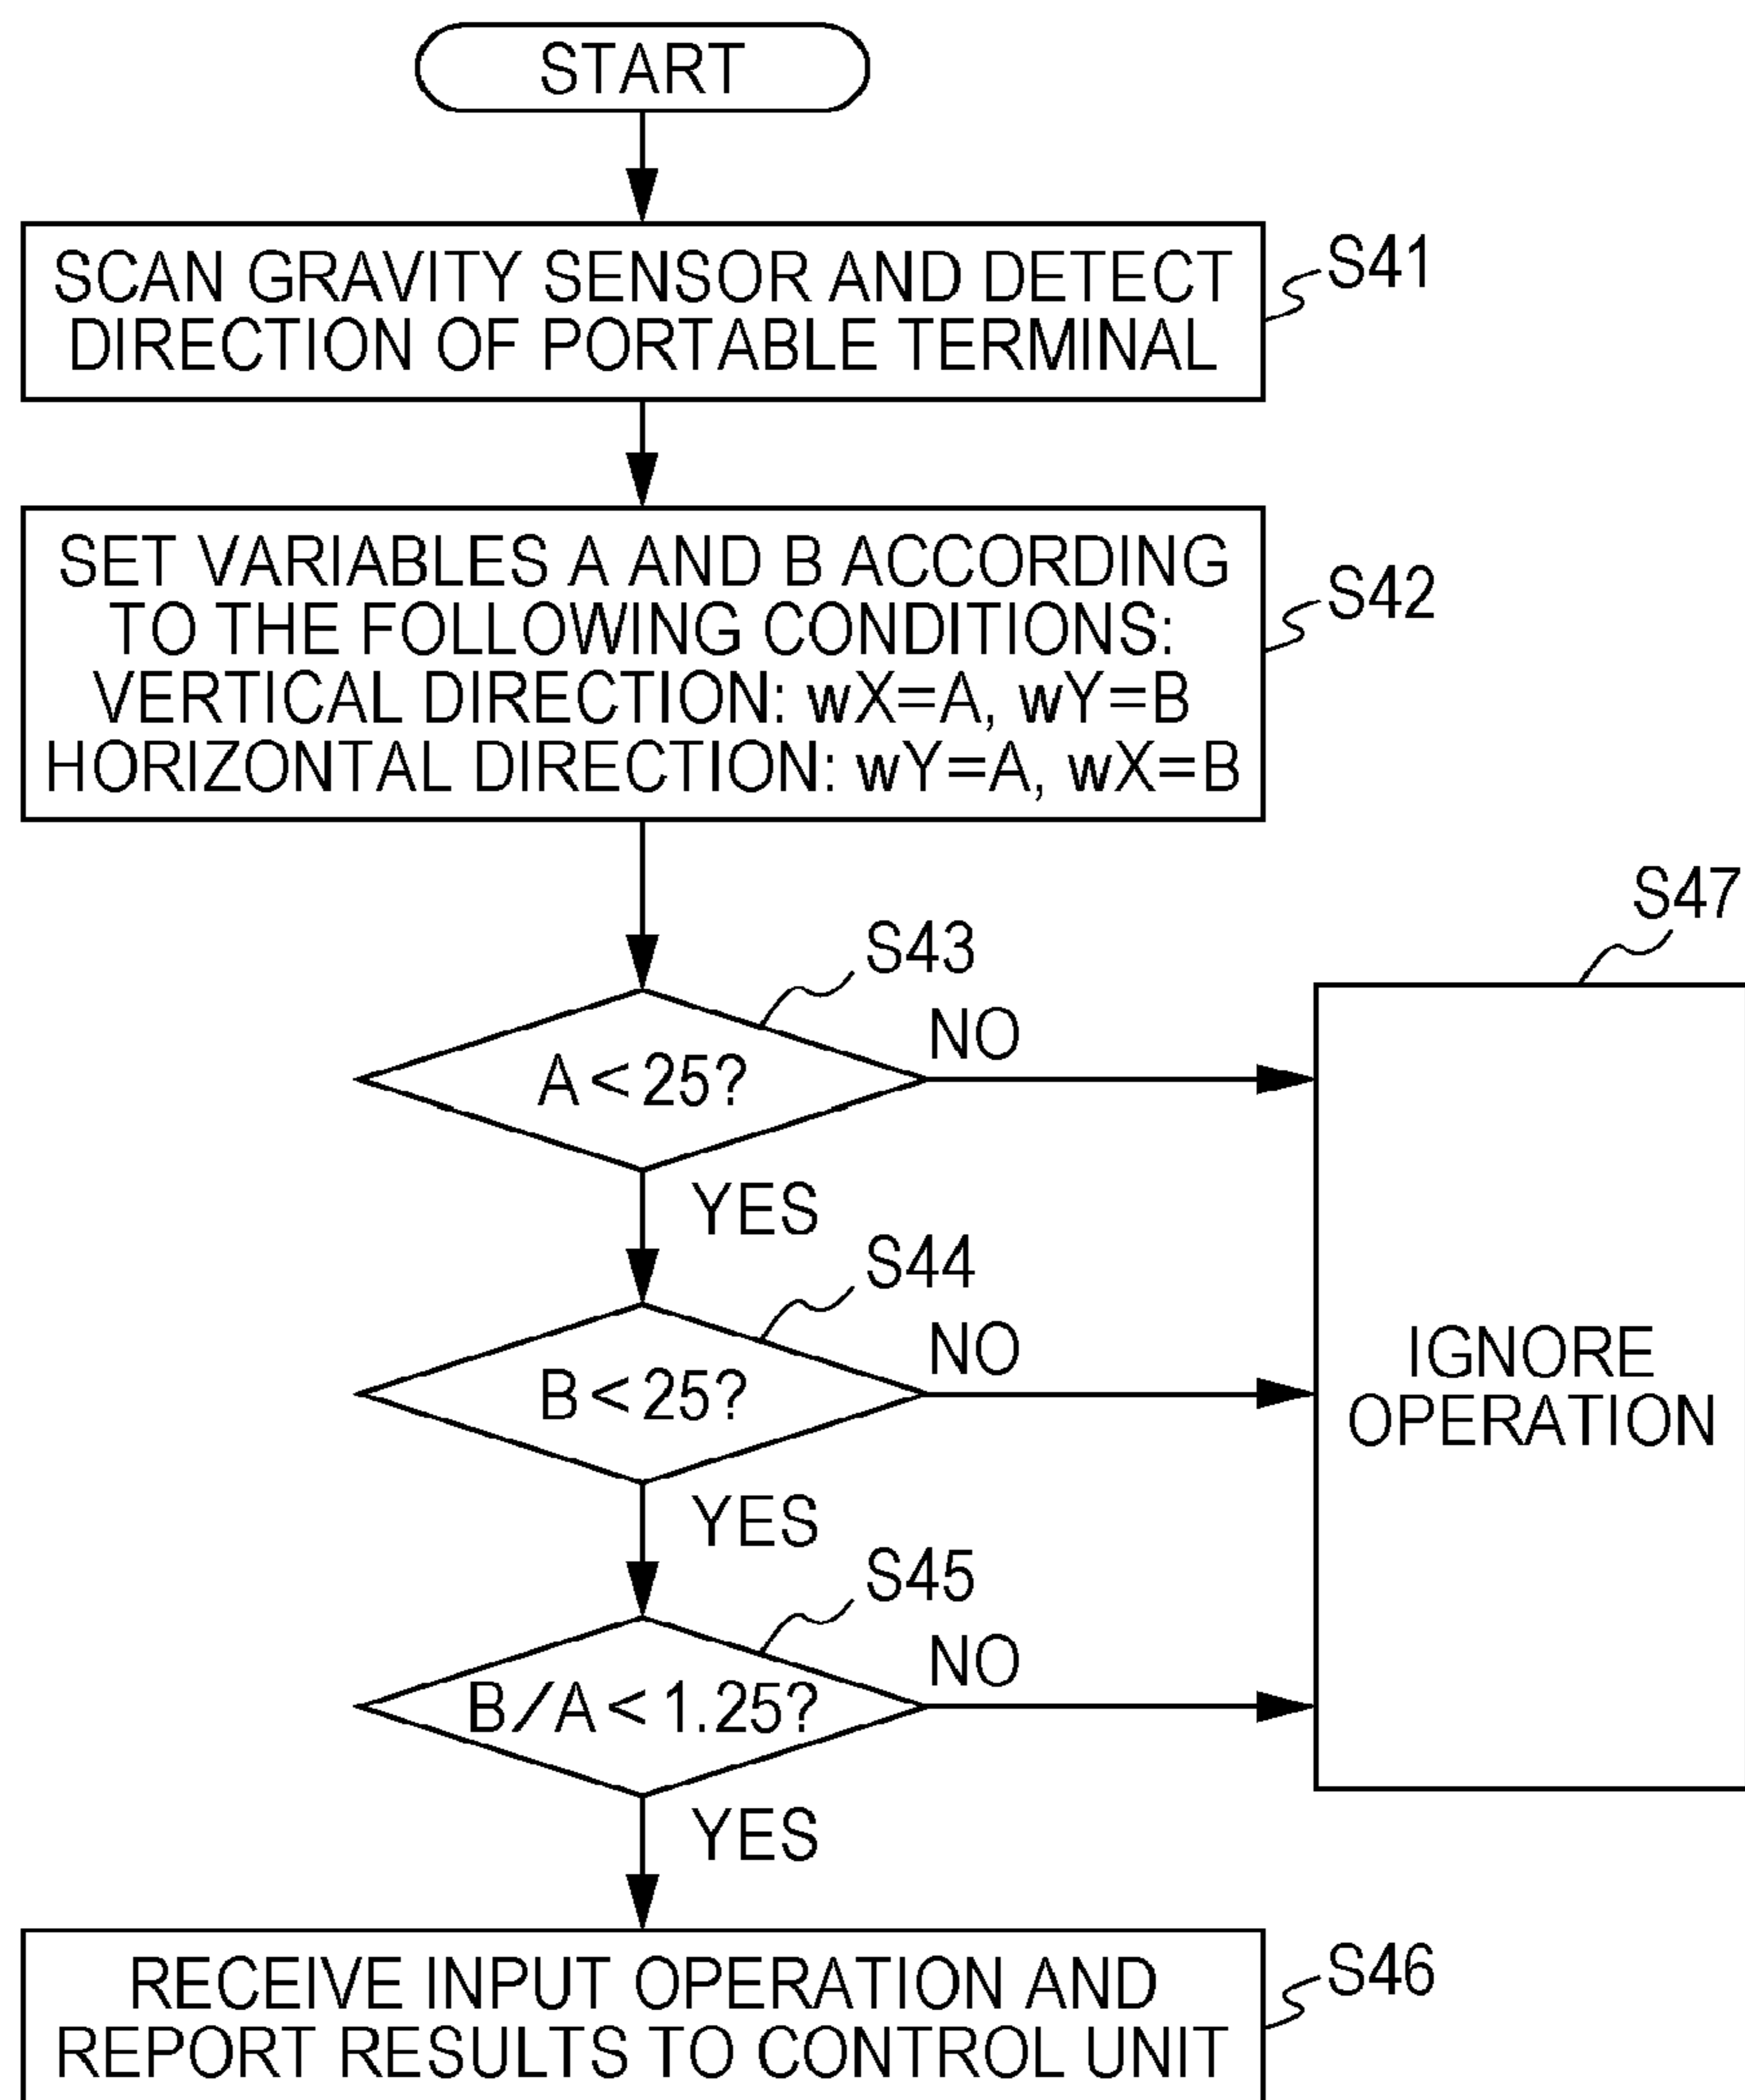 START
SCAN GRAVITY SENSOR AND DETECT
DIRECTION OF PORTABLE TERMINAL
S41
SET VARIABLES A AND B ACCORDING
TO THE FOLLOWING CONDITIONS:
VERTICAL DIRECTION: wX=A, wY=B
HORIZONTAL DIRECTION: wY=A, wX=B
S42
S47
S43
A<25?
NO
YES
S44
B<25?
NO
IGNORE
OPERATION
YES
S45
B/A<1.25?
NO
YES
RECEIVE INPUT OPERATION AND
REPORT RESULTS TO CONTROL UNIT
S46